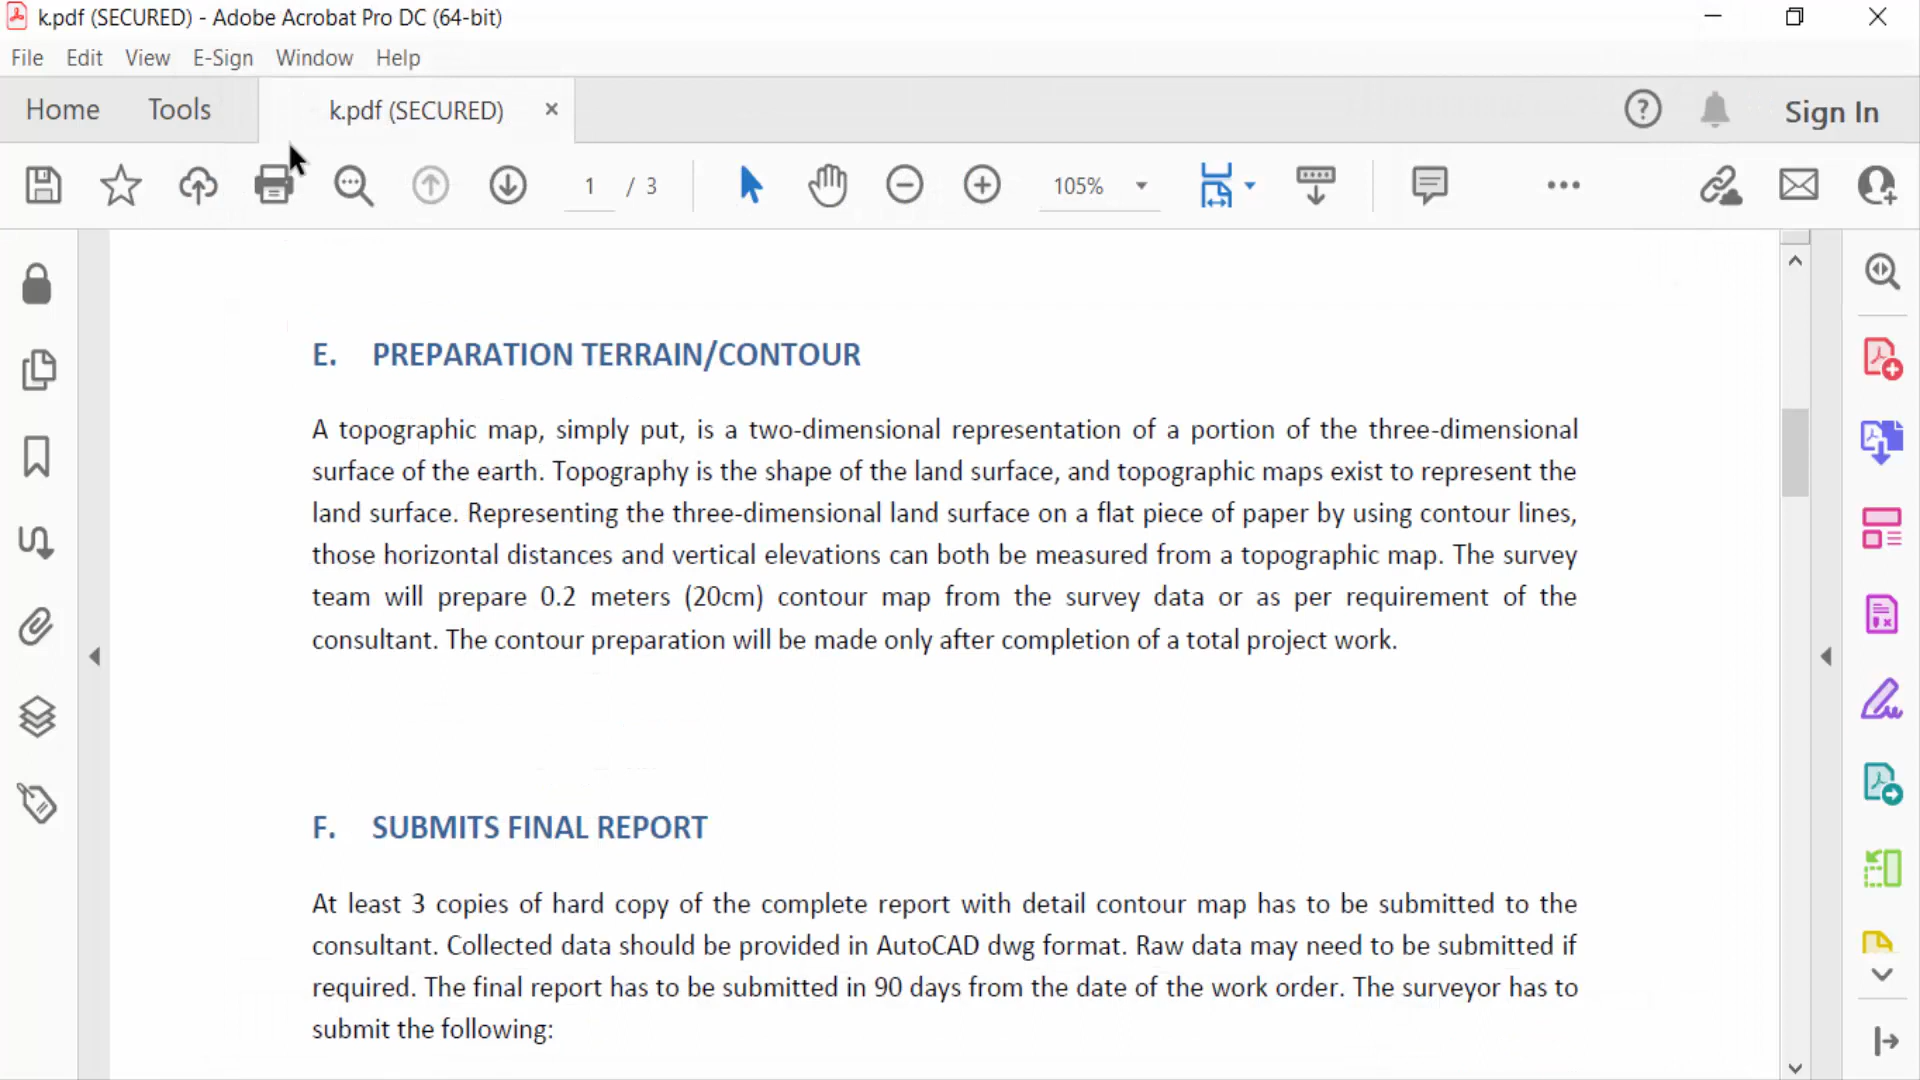 k.pdf (SECURED) - Adobe Acrobat Pro DC (64-bit)
File Edit View E-Sign Window Help
Home Tools k.pdf (SECURED) × Sign In
1 / 3 105%
E. PREPARATION TERRAIN/CONTOUR
A topographic map, simply put, is a two-dimensional representation of a portion of the three-dimensional
surface of the earth. Topography is the shape of the land surface, and topographic maps exist to represent the
land surface. Representing the three-dimensional land surface on a flat piece of paper by using contour lines,
those horizontal distances and vertical elevations can both be measured from a topographic map. The survey
team will prepare 0.2 meters (20cm) contour map from the survey data or as per requirement of the
consultant. The contour preparation will be made only after completion of a total project work.
F. SUBMITS FINAL REPORT
At least 3 copies of hard copy of the complete report with detail contour map has to be submitted to the
consultant. Collected data should be provided in AutoCAD dwg format. Raw data may need to be submitted if
required. The final report has to be submitted in 90 days from the date of the work order. The surveyor has to
submit the following: